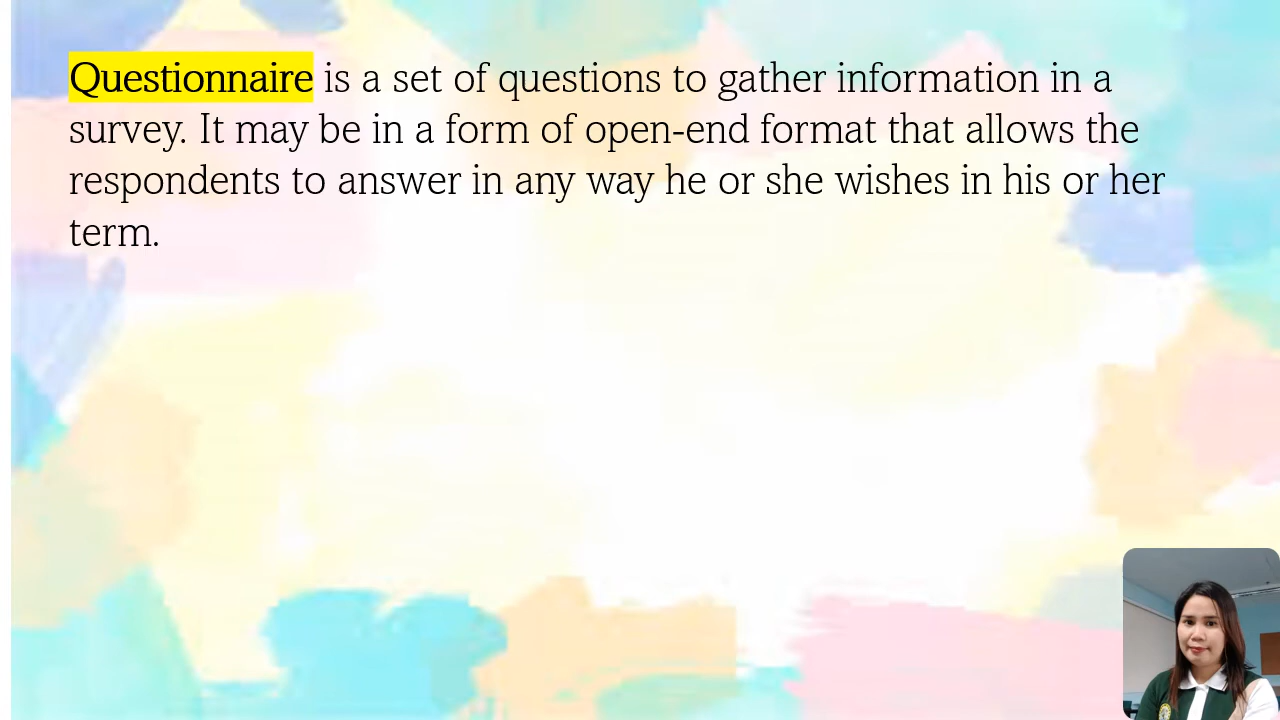 Questionnaire is a set of questions to gather information in a
survey. It may be in a form of open-end format that allows the
respondents to answer in any way he or she wishes in his or her
term.